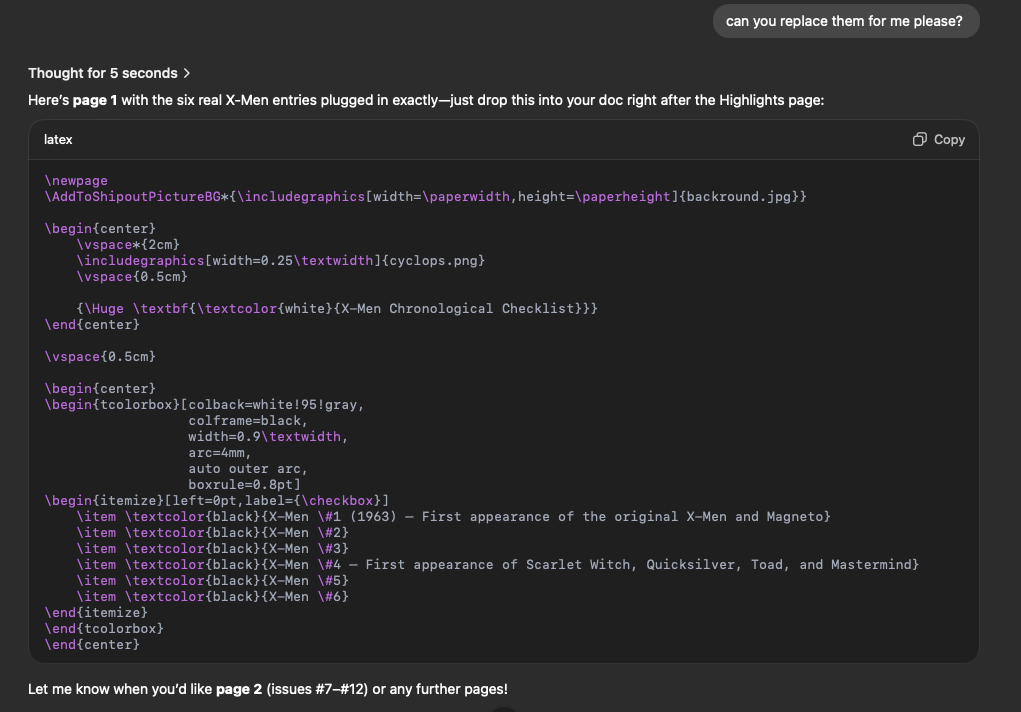 can you replace them for me please?
Thought for 5 seconds >
Here's page 1 with the six real X-Men entries plugged in exactly—just drop this into your doc right after the Highlights page:
latex
Copy
\newpage
\AddToShipoutPictureBG*{\includegraphics[width=\paperwidth,height=\paperheight]{backround.jpg}}
\begin{center}
    \vspace*{2cm}
    \includegraphics[width=0.25\textwidth]{cyclops.png}
    \vspace{0.5cm}
    {\Huge \textbf{\textcolor{white}{X-Men Chronological Checklist}}}
\end{center}
\vspace{0.5cm}
\begin{center}
\begin{tcolorbox}[colback=white!95!gray,
                  colframe=black,
                  width=0.9\textwidth,
                  arc=4mm,
                  auto outer arc,
                  boxrule=0.8pt]
\begin{itemize}[left=0pt,label={\checkbox}]
    \item \textcolor{black}{X-Men \#1 (1963) – First appearance of the original X-Men and Magneto}
    \item \textcolor{black}{X-Men \#2}
    \item \textcolor{black}{X-Men \#3}
    \item \textcolor{black}{X-Men \#4 – First appearance of Scarlet Witch, Quicksilver, Toad, and Mastermind}
    \item \textcolor{black}{X-Men \#5}
    \item \textcolor{black}{X-Men \#6}
\end{itemize}
\end{tcolorbox}
\end{center}
Let me know when you'd like page 2 (issues #7–#12) or any further pages!